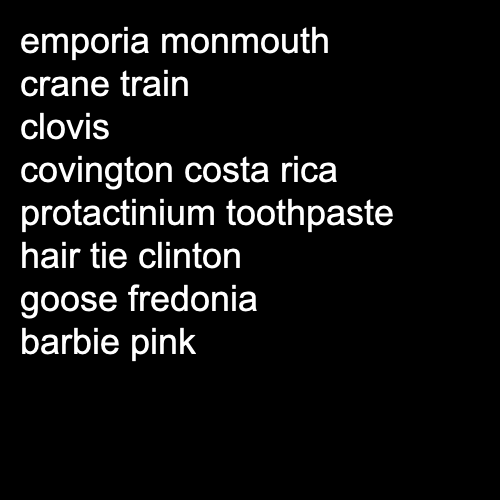 emporia monmouth
crane train
clovis
covington costa rica
protactinium toothpaste
hair tie clinton
goose fredonia
barbie pink